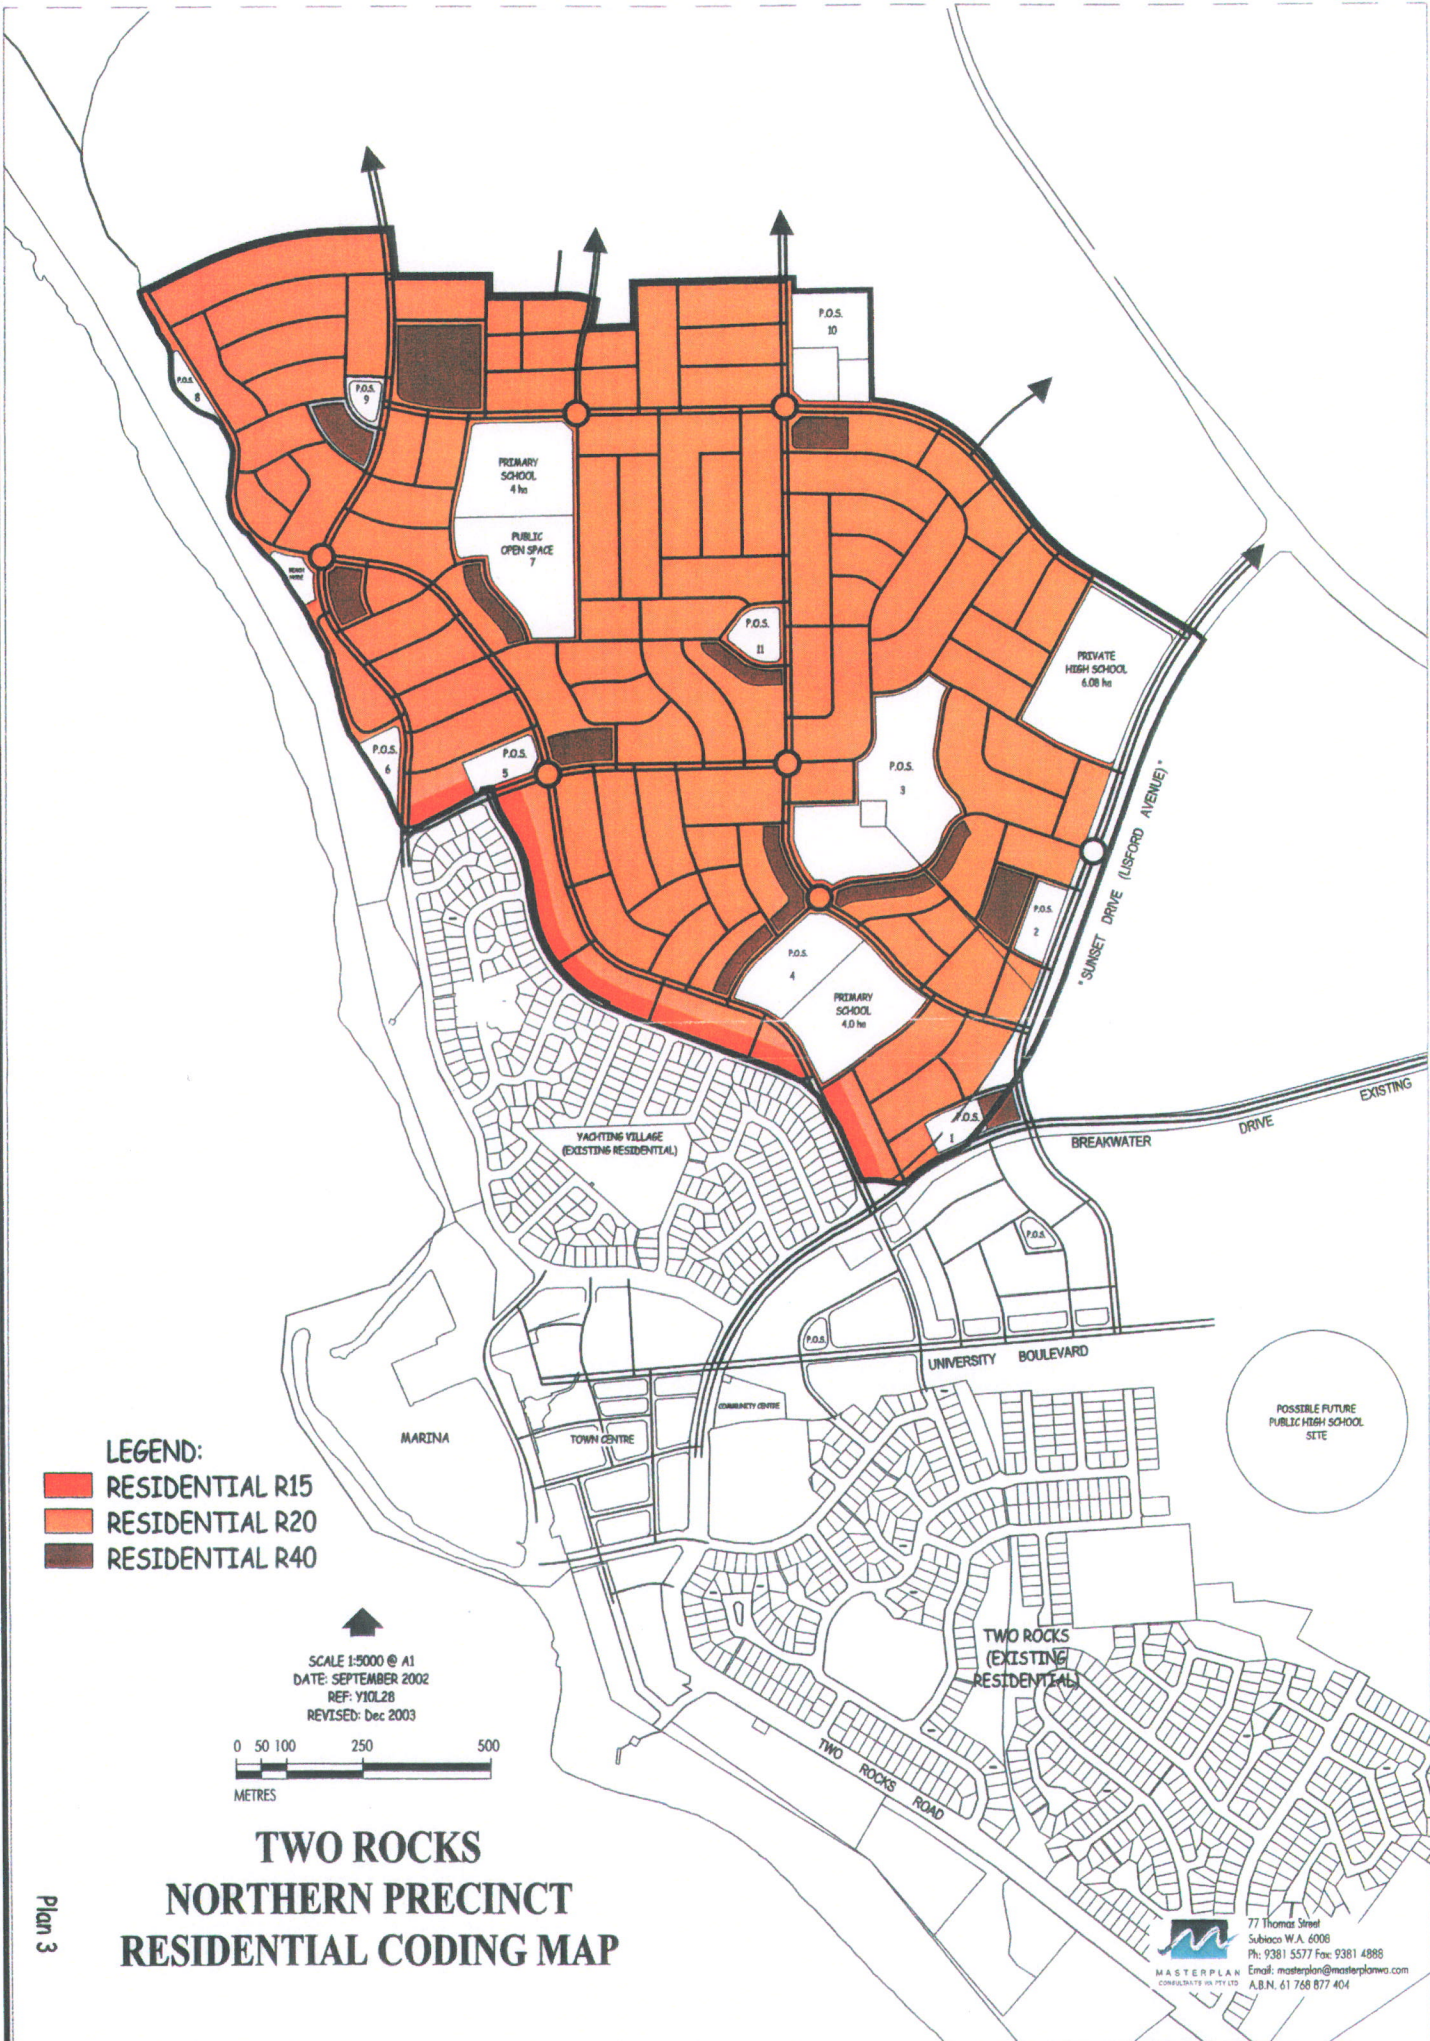 P.O.S.
10
P.O.S.
8
P.O.S.
9
PRIMARY
SCHOOL
4 ha
PUBLIC
OPEN SPACE
7
P.O.S.
11
PRIVATE
HIGH SCHOOL
6.08 ha
P.O.S.
6
P.O.S.
5
P.O.S.
3
"SUNSET DRIVE (LISFORD AVENUE)"
P.O.S.
2
P.O.S.
4
PRIMARY
SCHOOL
4.0 ha
P.O.S.
1
EXISTING
DRIVE
BREAKWATER
YACHTING VILLAGE
(EXISTING RESIDENTIAL)
P.O.S.
P.O.S.
UNIVERSITY BOULEVARD
COMMUNITY CENTRE
POSSIBLE FUTURE
PUBLIC HIGH SCHOOL
SITE
MARINA
TOWN CENTRE
LEGEND:
RESIDENTIAL R15
RESIDENTIAL R20
RESIDENTIAL R40
SCALE 1:5000 @ A1
DATE: SEPTEMBER 2002
REF: Y10L28
REVISED: Dec 2003
0 50 100 250 500
METRES
TWO ROCKS
(EXISTING
RESIDENTIAL)
TWO ROCKS ROAD
TWO ROCKS
NORTHERN PRECINCT
RESIDENTIAL CODING MAP
Plan 3
MASTERPLAN
CONSULTANTS WA PTY LTD
77 Thomas Street
Subiaco W.A. 6008
Ph: 9381 5577 Fax: 9381 4888
Email: masterplan@masterplanwa.com
A.B.N. 61 768 877 404